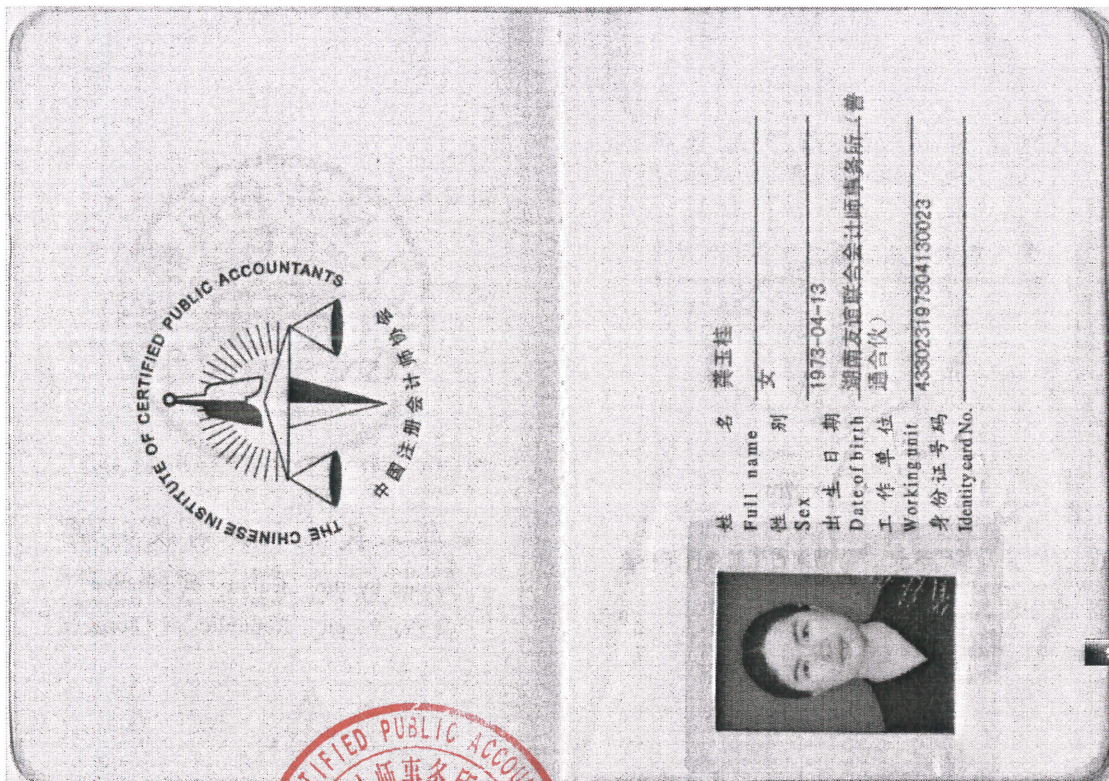 THE CHINESE INSTITUTE OF CERTIFIED PUBLIC ACCOUNTANTS
中国注册会计师协会
TIFIED PUBLIC ACCOU
师事务所
姓 名 龚玉桂
Full name
性 别 女
Sex
出 生 日 期 1973-04-13
Date of birth
工 作 单 位 湖南友谊联合会计师事务所（普
通合伙）
Working unit
身份证号码 433023197304130023
Identity card No.